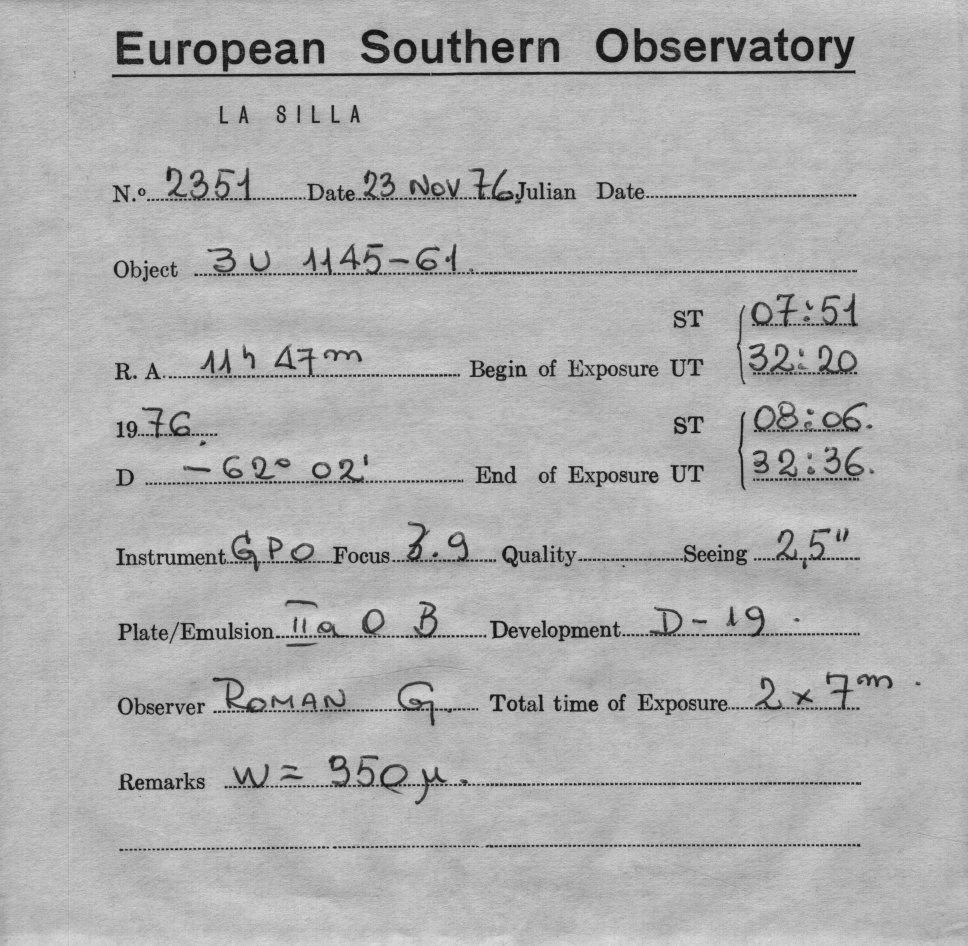 European Southern Observatory
LA SILLA
N.º 2351 Date 23 Nov 76 Julian Date
Object 3U 1145-61.
ST 07:51
R. A. 11h 47m Begin of Exposure UT 32:20
1976. ST 08:06.
D -62° 02' End of Exposure UT 32:36.
Instrument GPO Focus 3.9 Quality Seeing 2,5"
Plate/Emulsion IIa O B Development D-19.
Observer ROMAN G. Total time of Exposure 2 x 7m.
Remarks W = 350 µ.